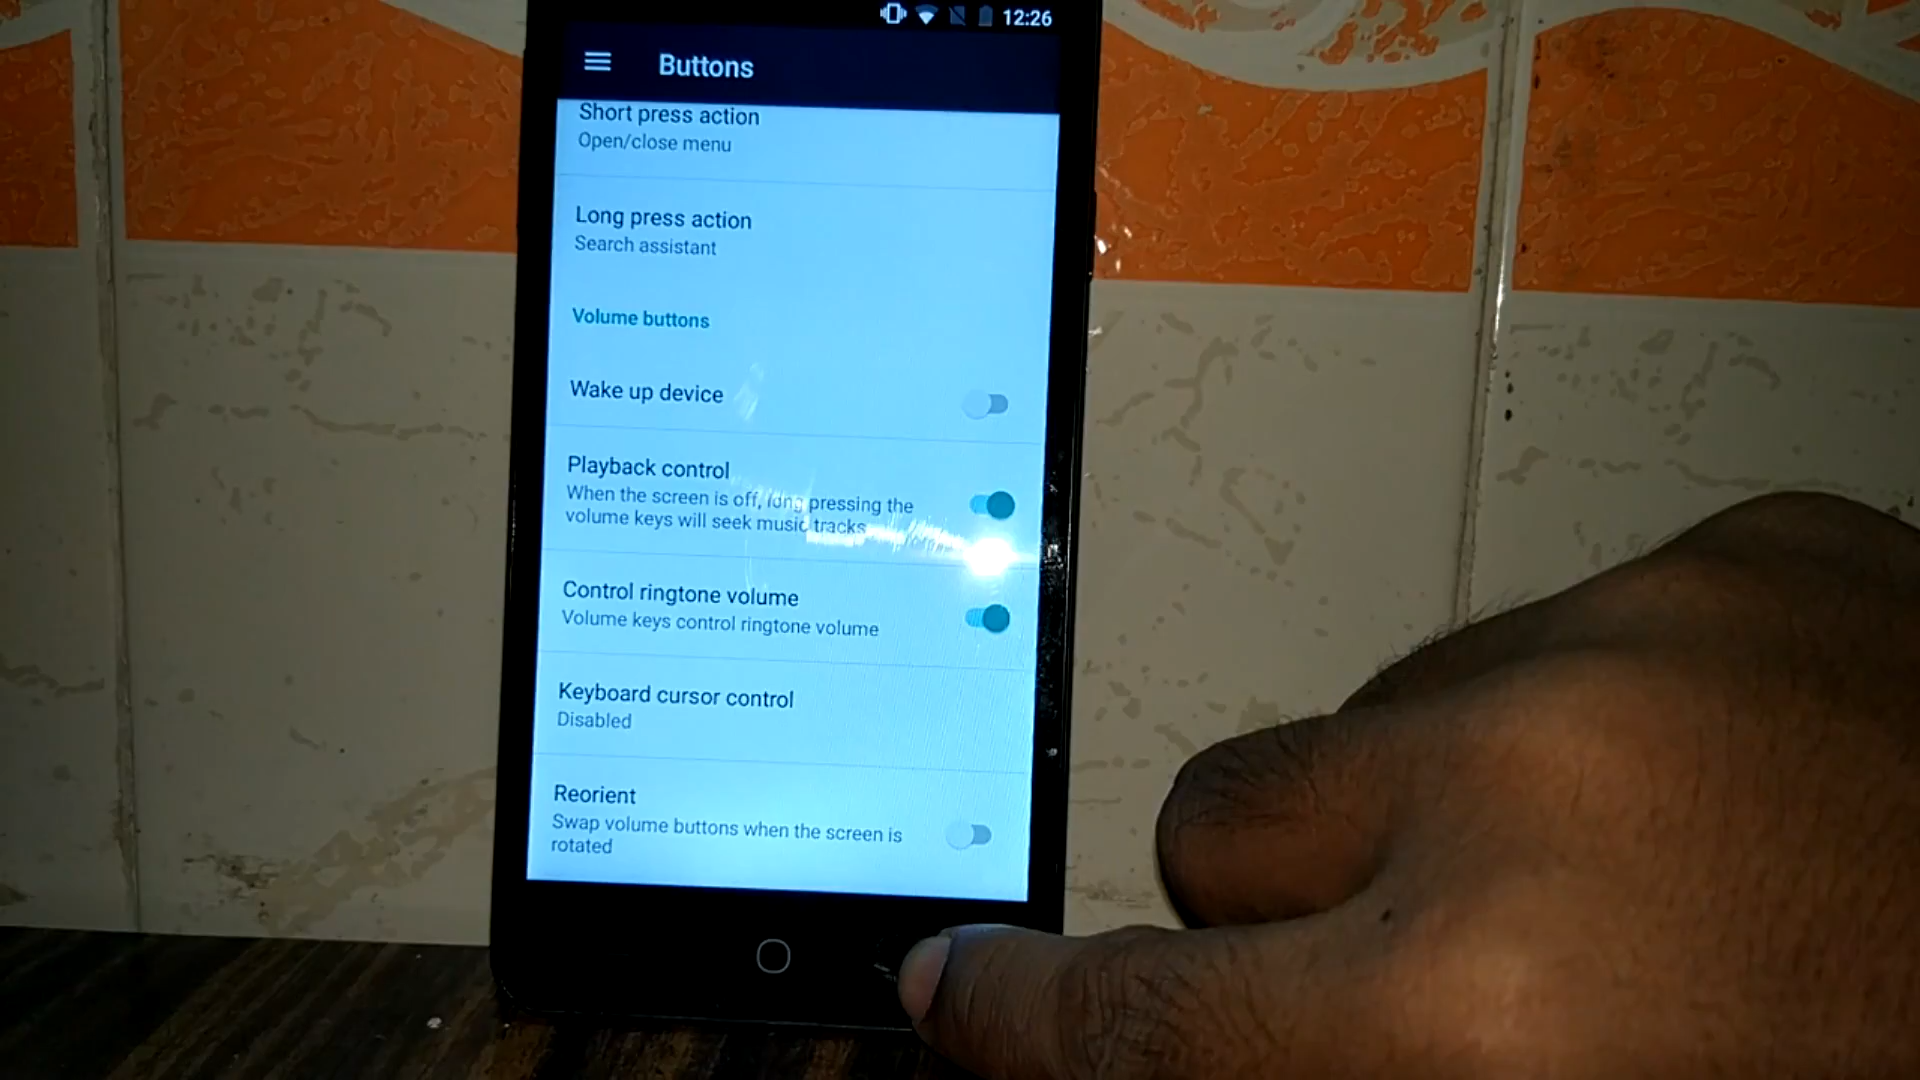 12:26
Buttons
Short press action
Open/close menu
Long press action
Search assistant
Volume buttons
Wake up device
Playback control
When the screen is off, long pressing the
volume keys will seek music tracks
Control ringtone volume
Volume keys control ringtone volume
Keyboard cursor control
Disabled
Reorient
Swap volume buttons when the screen is
rotated